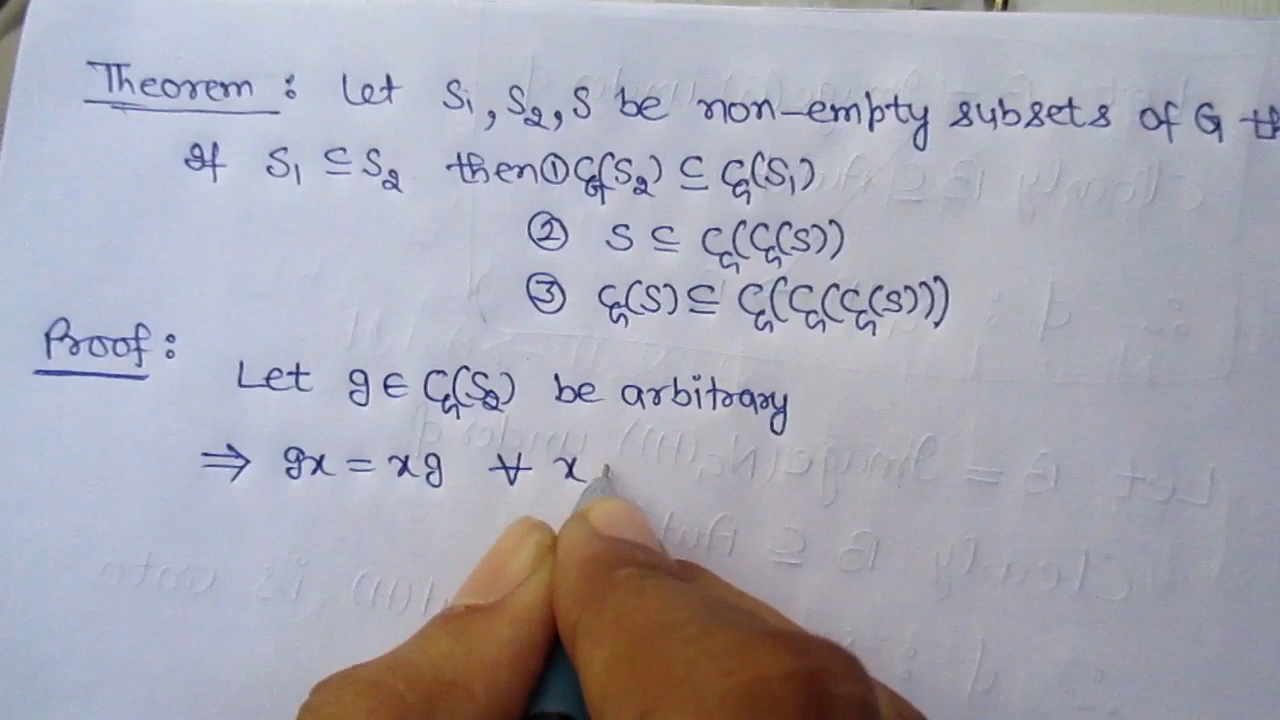 Theorem : Let S₁, S₂, S be non-empty subsets of G
If S₁ ⊆ S₂ then ① C_G(S₂) ⊆ C_G(S₁)
② S ⊆ C_G(C_G(S))
③ C_G(S) ⊆ C_G(C_G(C_G(S)))
Proof :
Let g ∈ C_G(S₂) be arbitrary
⇒ gx = xg ∀ x